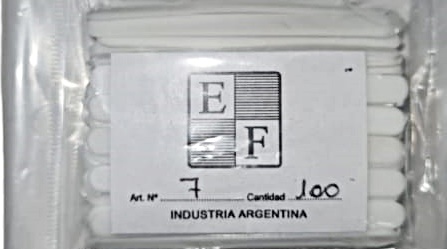 E
F
Art. Nº 7 Cantidad 100
INDUSTRIA ARGENTINA